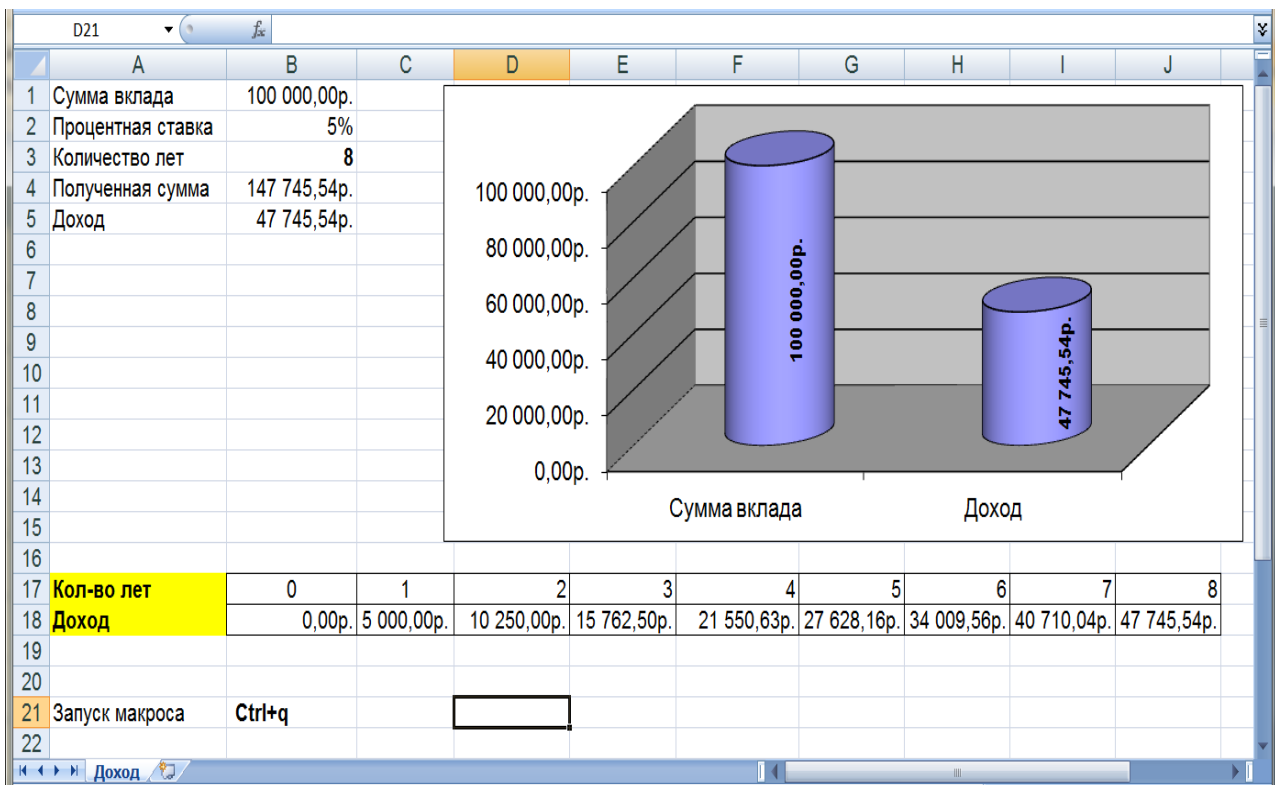 D21 fx
A B C D E F G H I J
1 Сумма вклада 100 000,00р.
2 Процентная ставка 5%
3 Количество лет 8
4 Полученная сумма 147 745,54р.
5 Доход 47 745,54р.
6
7
8
9
10
11
12
13
14
15
16
100 000,00р.
80 000,00р.
60 000,00р.
40 000,00р.
20 000,00р.
0,00р.
100 000,00р.
47 745,54р.
Сумма вклада Доход
17 Кол-во лет 0 1 2 3 4 5 6 7 8
18 Доход 0,00р. 5 000,00р. 10 250,00р. 15 762,50р. 21 550,63р. 27 628,16р. 34 009,56р. 40 710,04р. 47 745,54р.
19
20
21 Запуск макроса Ctrl+q
22
Доход